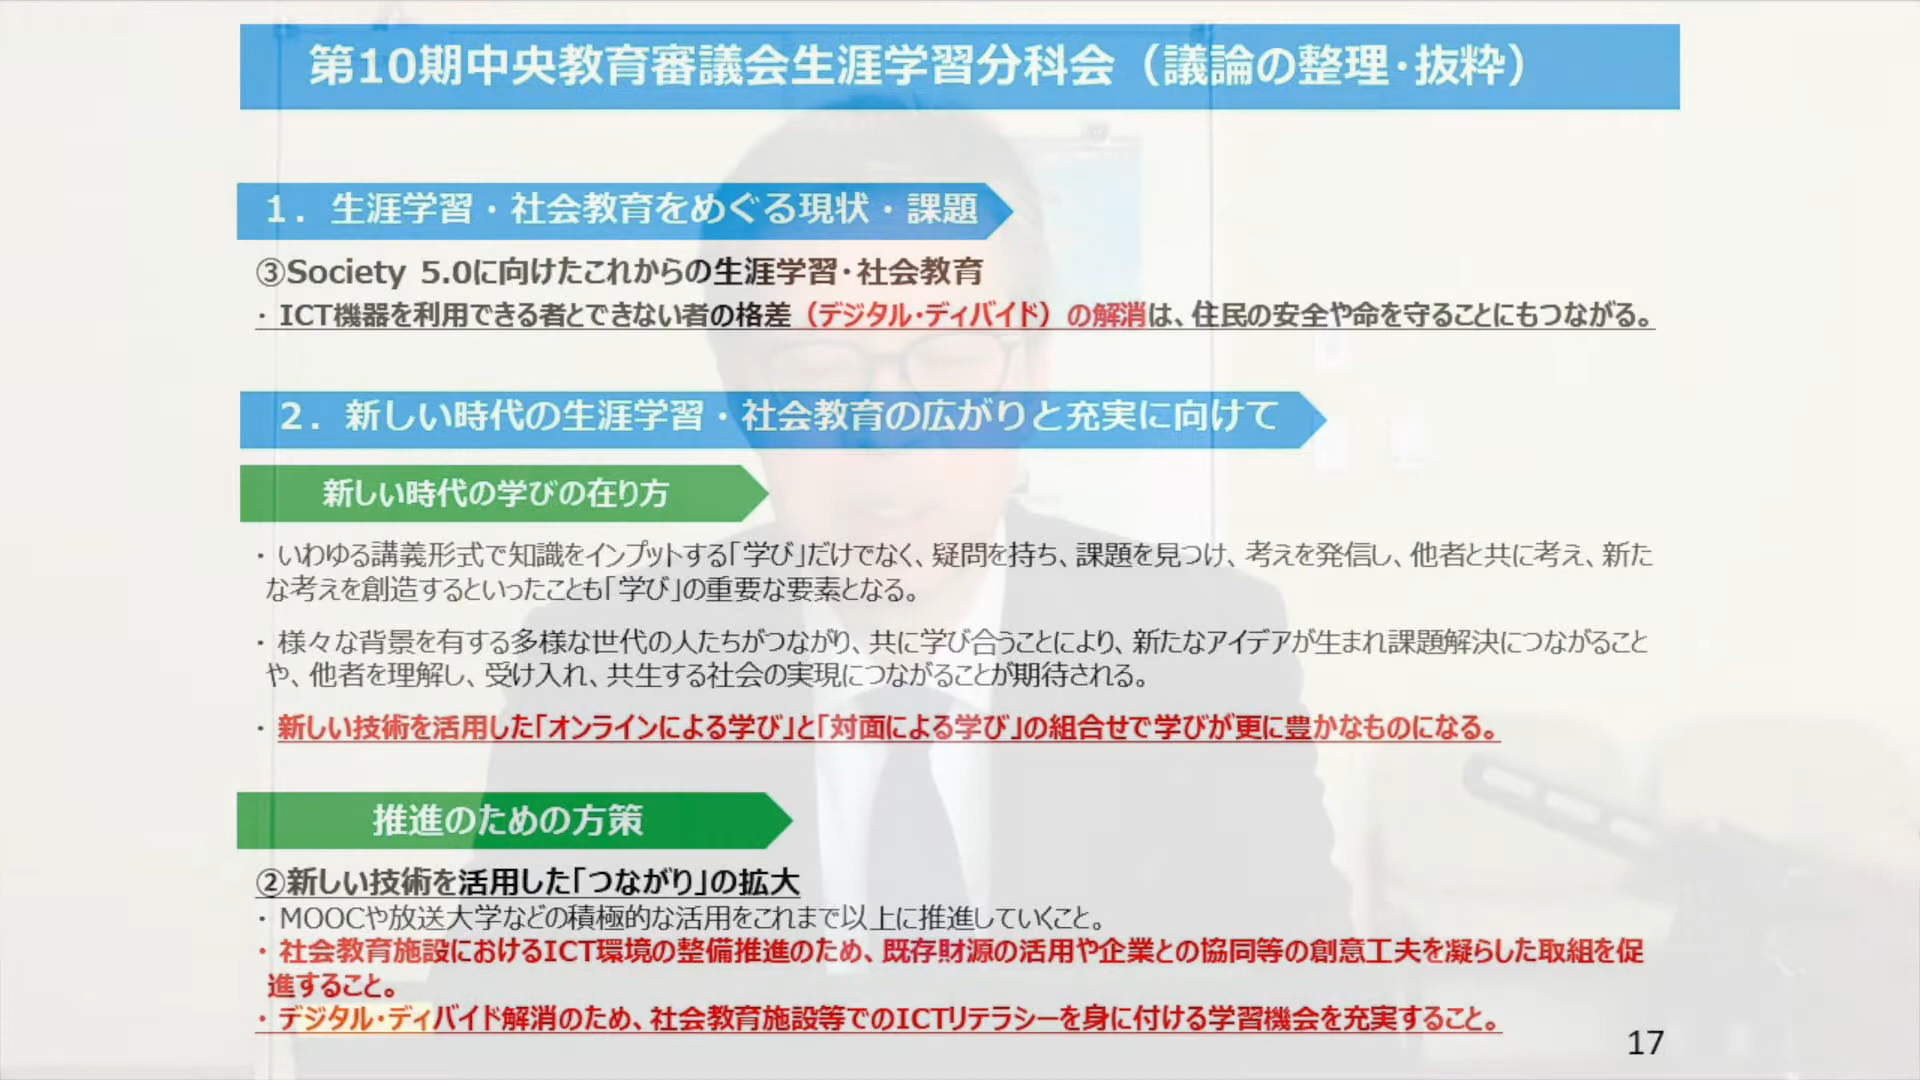 第10期中央教育審議会生涯学習分科会（議論の整理・抜粋）
１．生涯学習・社会教育をめぐる現状・課題
③Society 5.0に向けたこれからの生涯学習・社会教育
・ICT機器を利用できる者とできない者の格差（デジタル・ディバイド）の解消は、住民の安全や命を守ることにもつながる。
２．新しい時代の生涯学習・社会教育の広がりと充実に向けて
新しい時代の学びの在り方
・いわゆる講義形式で知識をインプットする「学び」だけでなく、疑問を持ち、課題を見つけ、考えを発信し、他者と共に考え、新た
な考えを創造するといったことも「学び」の重要な要素となる。
・様々な背景を有する多様な世代の人たちがつながり、共に学び合うことにより、新たなアイデアが生まれ課題解決につながること
や、他者を理解し、受け入れ、共生する社会の実現につながることが期待される。
・新しい技術を活用した「オンラインによる学び」と「対面による学び」の組合せで学びが更に豊かなものになる。
推進のための方策
②新しい技術を活用した「つながり」の拡大
・MOOCや放送大学などの積極的な活用をこれまで以上に推進していくこと。
・社会教育施設におけるICT環境の整備推進のため、既存財源の活用や企業との協同等の創意工夫を凝らした取組を促
進すること。
・デジタル・ディバイド解消のため、社会教育施設等でのICTリテラシーを身に付ける学習機会を充実すること。
17